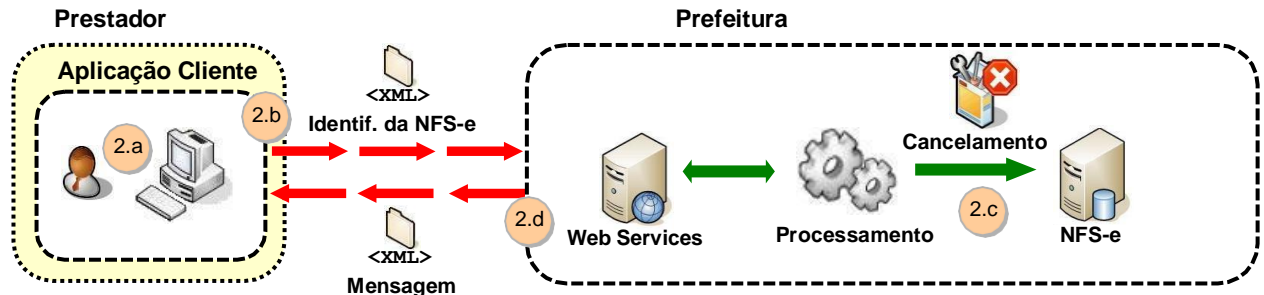 Prestador
Prefeitura
Aplicação Cliente
2.a
2.b
<XML>
Identif. da NFS-e
<XML>
Mensagem
2.d
Web Services
Processamento
Cancelamento
2.c
NFS-e